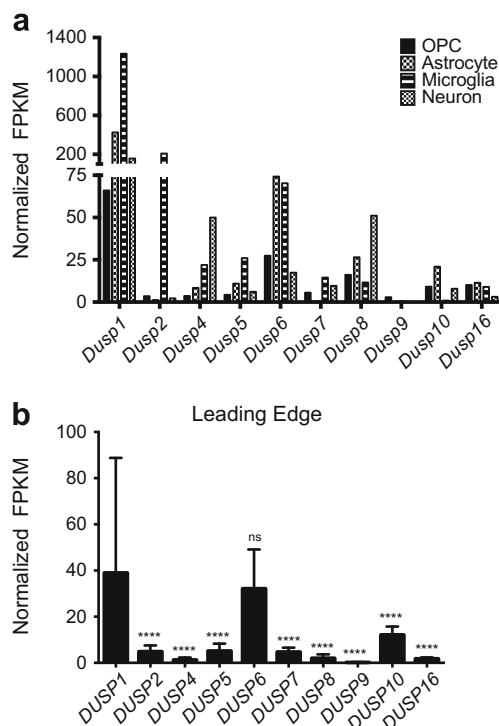 a
OPC
Astrocyte
Microglia
Neuron
Normalized FPKM
1400
1000
600
200
75
50
25
0
Dusp1
Dusp2
Dusp4
Dusp5
Dusp6
Dusp7
Dusp8
Dusp9
Dusp10
Dusp16
b
Leading Edge
Normalized FPKM
100
80
60
40
20
0
****
****
****
ns
****
****
****
****
****
DUSP1
DUSP2
DUSP4
DUSP5
DUSP6
DUSP7
DUSP8
DUSP9
DUSP10
DUSP16